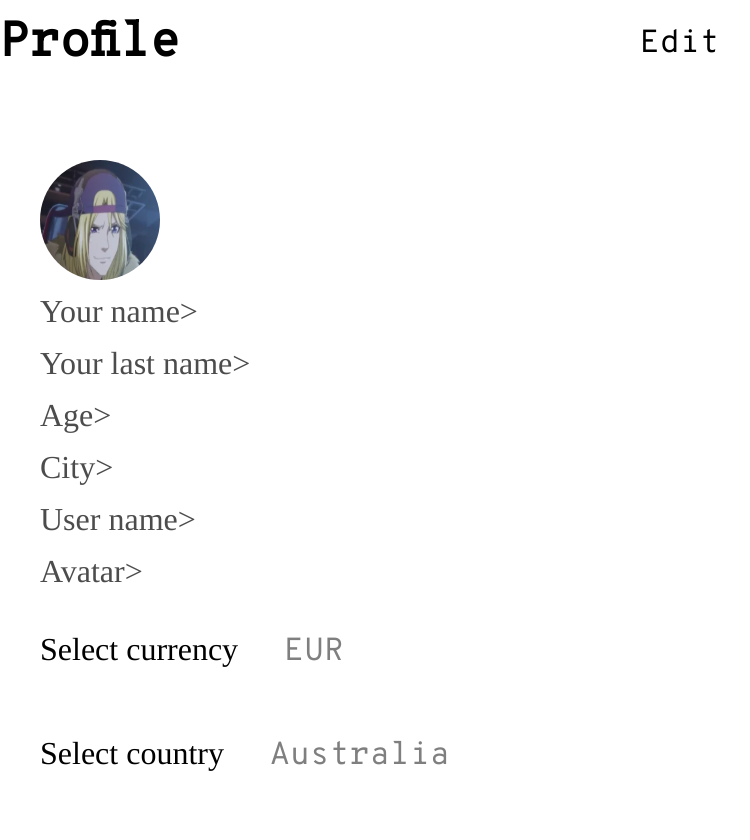 Profile Edit
Your name>
Your last name>
Age>
City>
User name>
Avatar>
Select currency EUR
Select country Australia